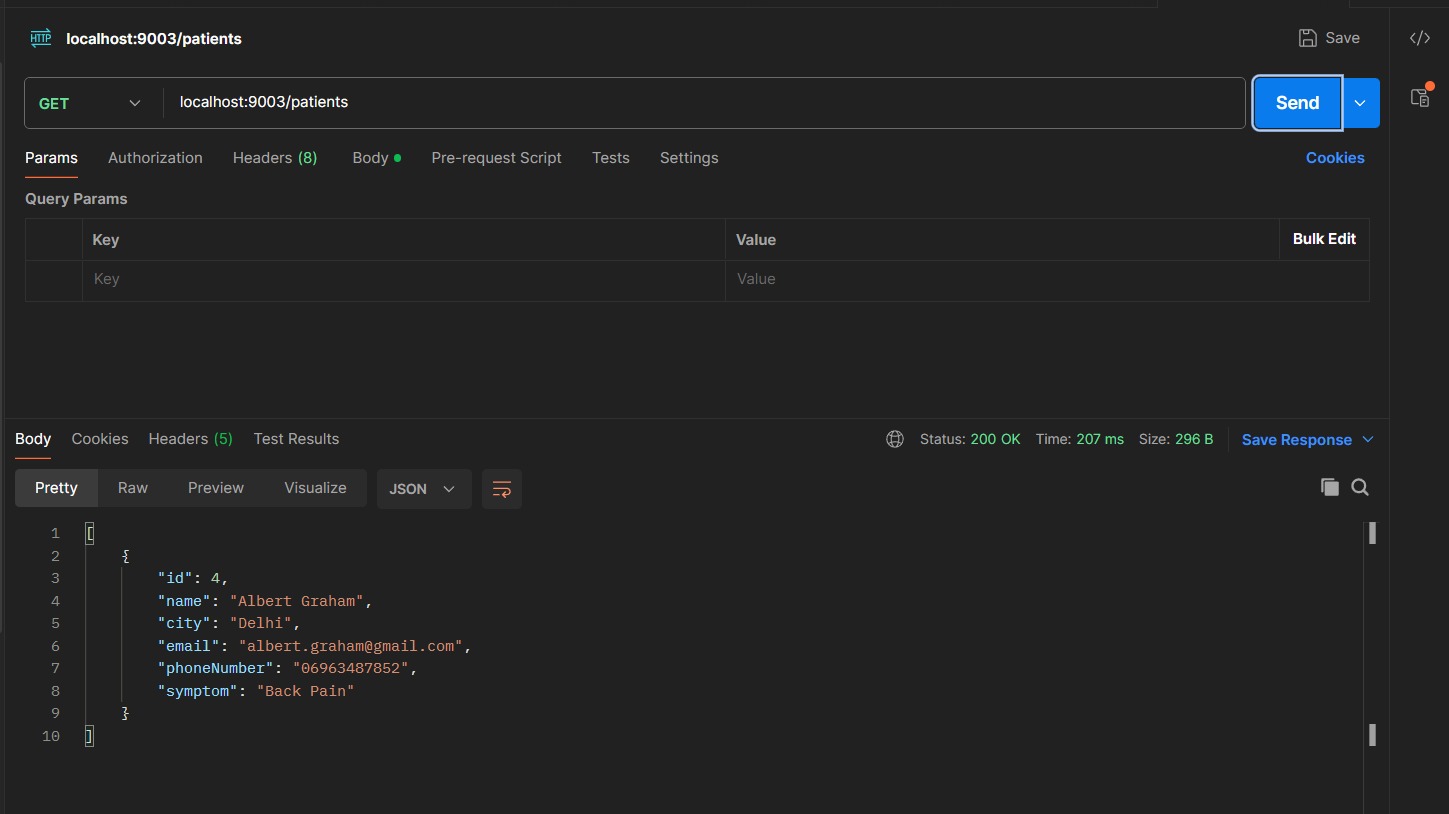 HTTP localhost:9003/patients Save </>
GET localhost:9003/patients Send
Params Authorization Headers (8) Body Pre-request Script Tests Settings Cookies
Query Params
Key Value Bulk Edit
Key Value
Body Cookies Headers (5) Test Results Status: 200 OK Time: 207 ms Size: 296 B Save Response
Pretty Raw Preview Visualize JSON
1 [
2 {
3 "id": 4,
4 "name": "Albert Graham",
5 "city": "Delhi",
6 "email": "albert.graham@gmail.com",
7 "phoneNumber": "06963487852",
8 "symptom": "Back Pain"
9 }
10 ]